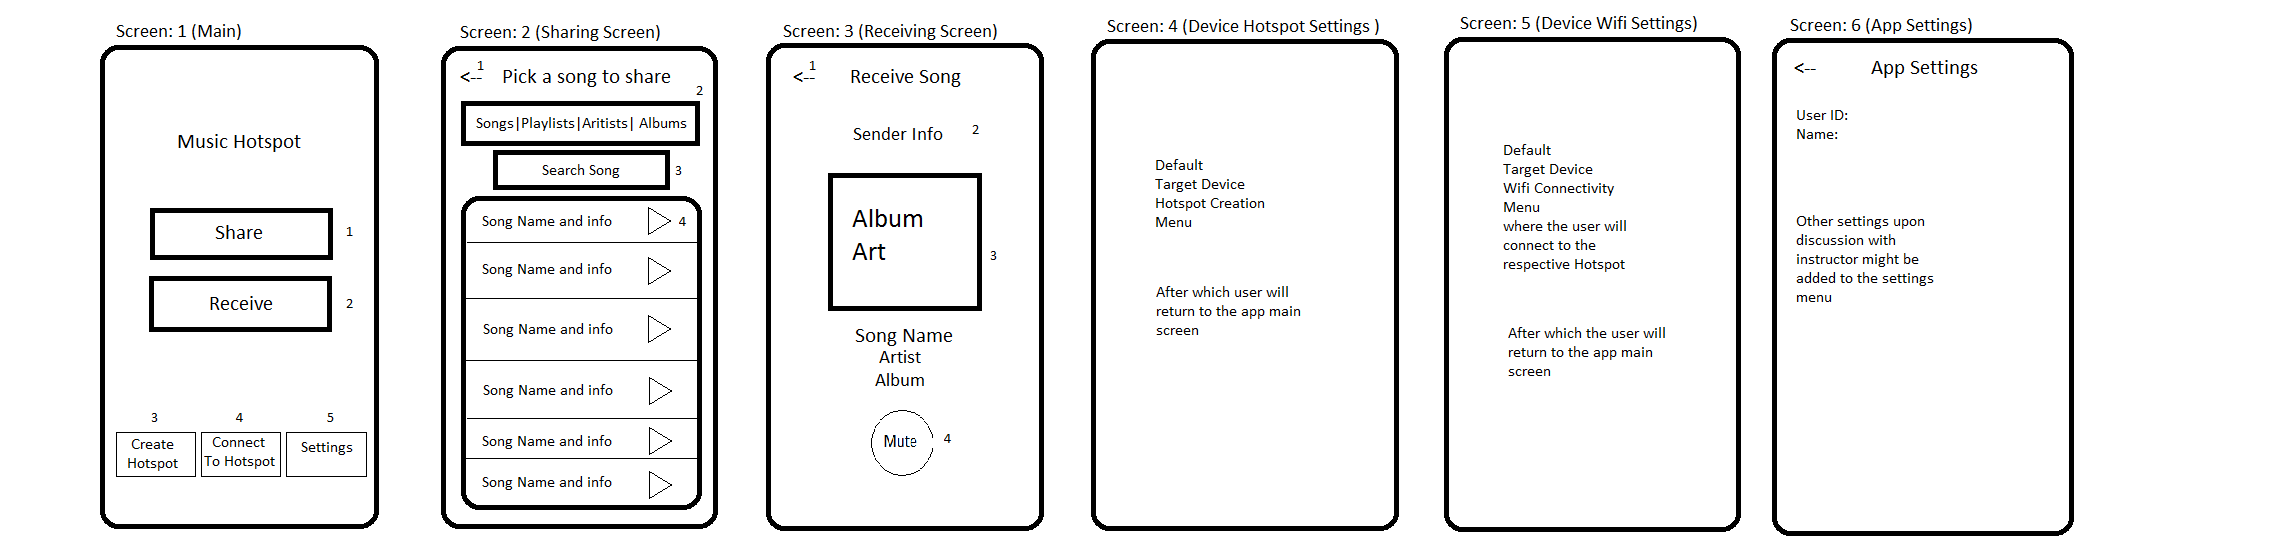 Screen: 1 (Main)
Music Hotspot
Share
1
Receive
2
3
4
5
Create
Hotspot
Connect
To Hotspot
Settings
Screen: 2 (Sharing Screen)
<-- 1
Pick a song to share
2
Songs|Playlists|Aritists| Albums
Search Song
3
Song Name and info
4
Song Name and info
Song Name and info
Song Name and info
Song Name and info
Song Name and info
Screen: 3 (Receiving Screen)
<-- 1
Receive Song
Sender Info
2
Album
Art
3
Song Name
Artist
Album
Mute
4
Screen: 4 (Device Hotspot Settings )
Default
Target Device
Hotspot Creation
Menu
After which user will
return to the app main
screen
Screen: 5 (Device Wifi Settings)
Default
Target Device
Wifi Connectivity
Menu
where the user will
connect to the
respective Hotspot
After which the user will
return to the app main
screen
Screen: 6 (App Settings)
<--
App Settings
User ID:
Name:
Other settings upon
discussion with
instructor might be
added to the settings
menu